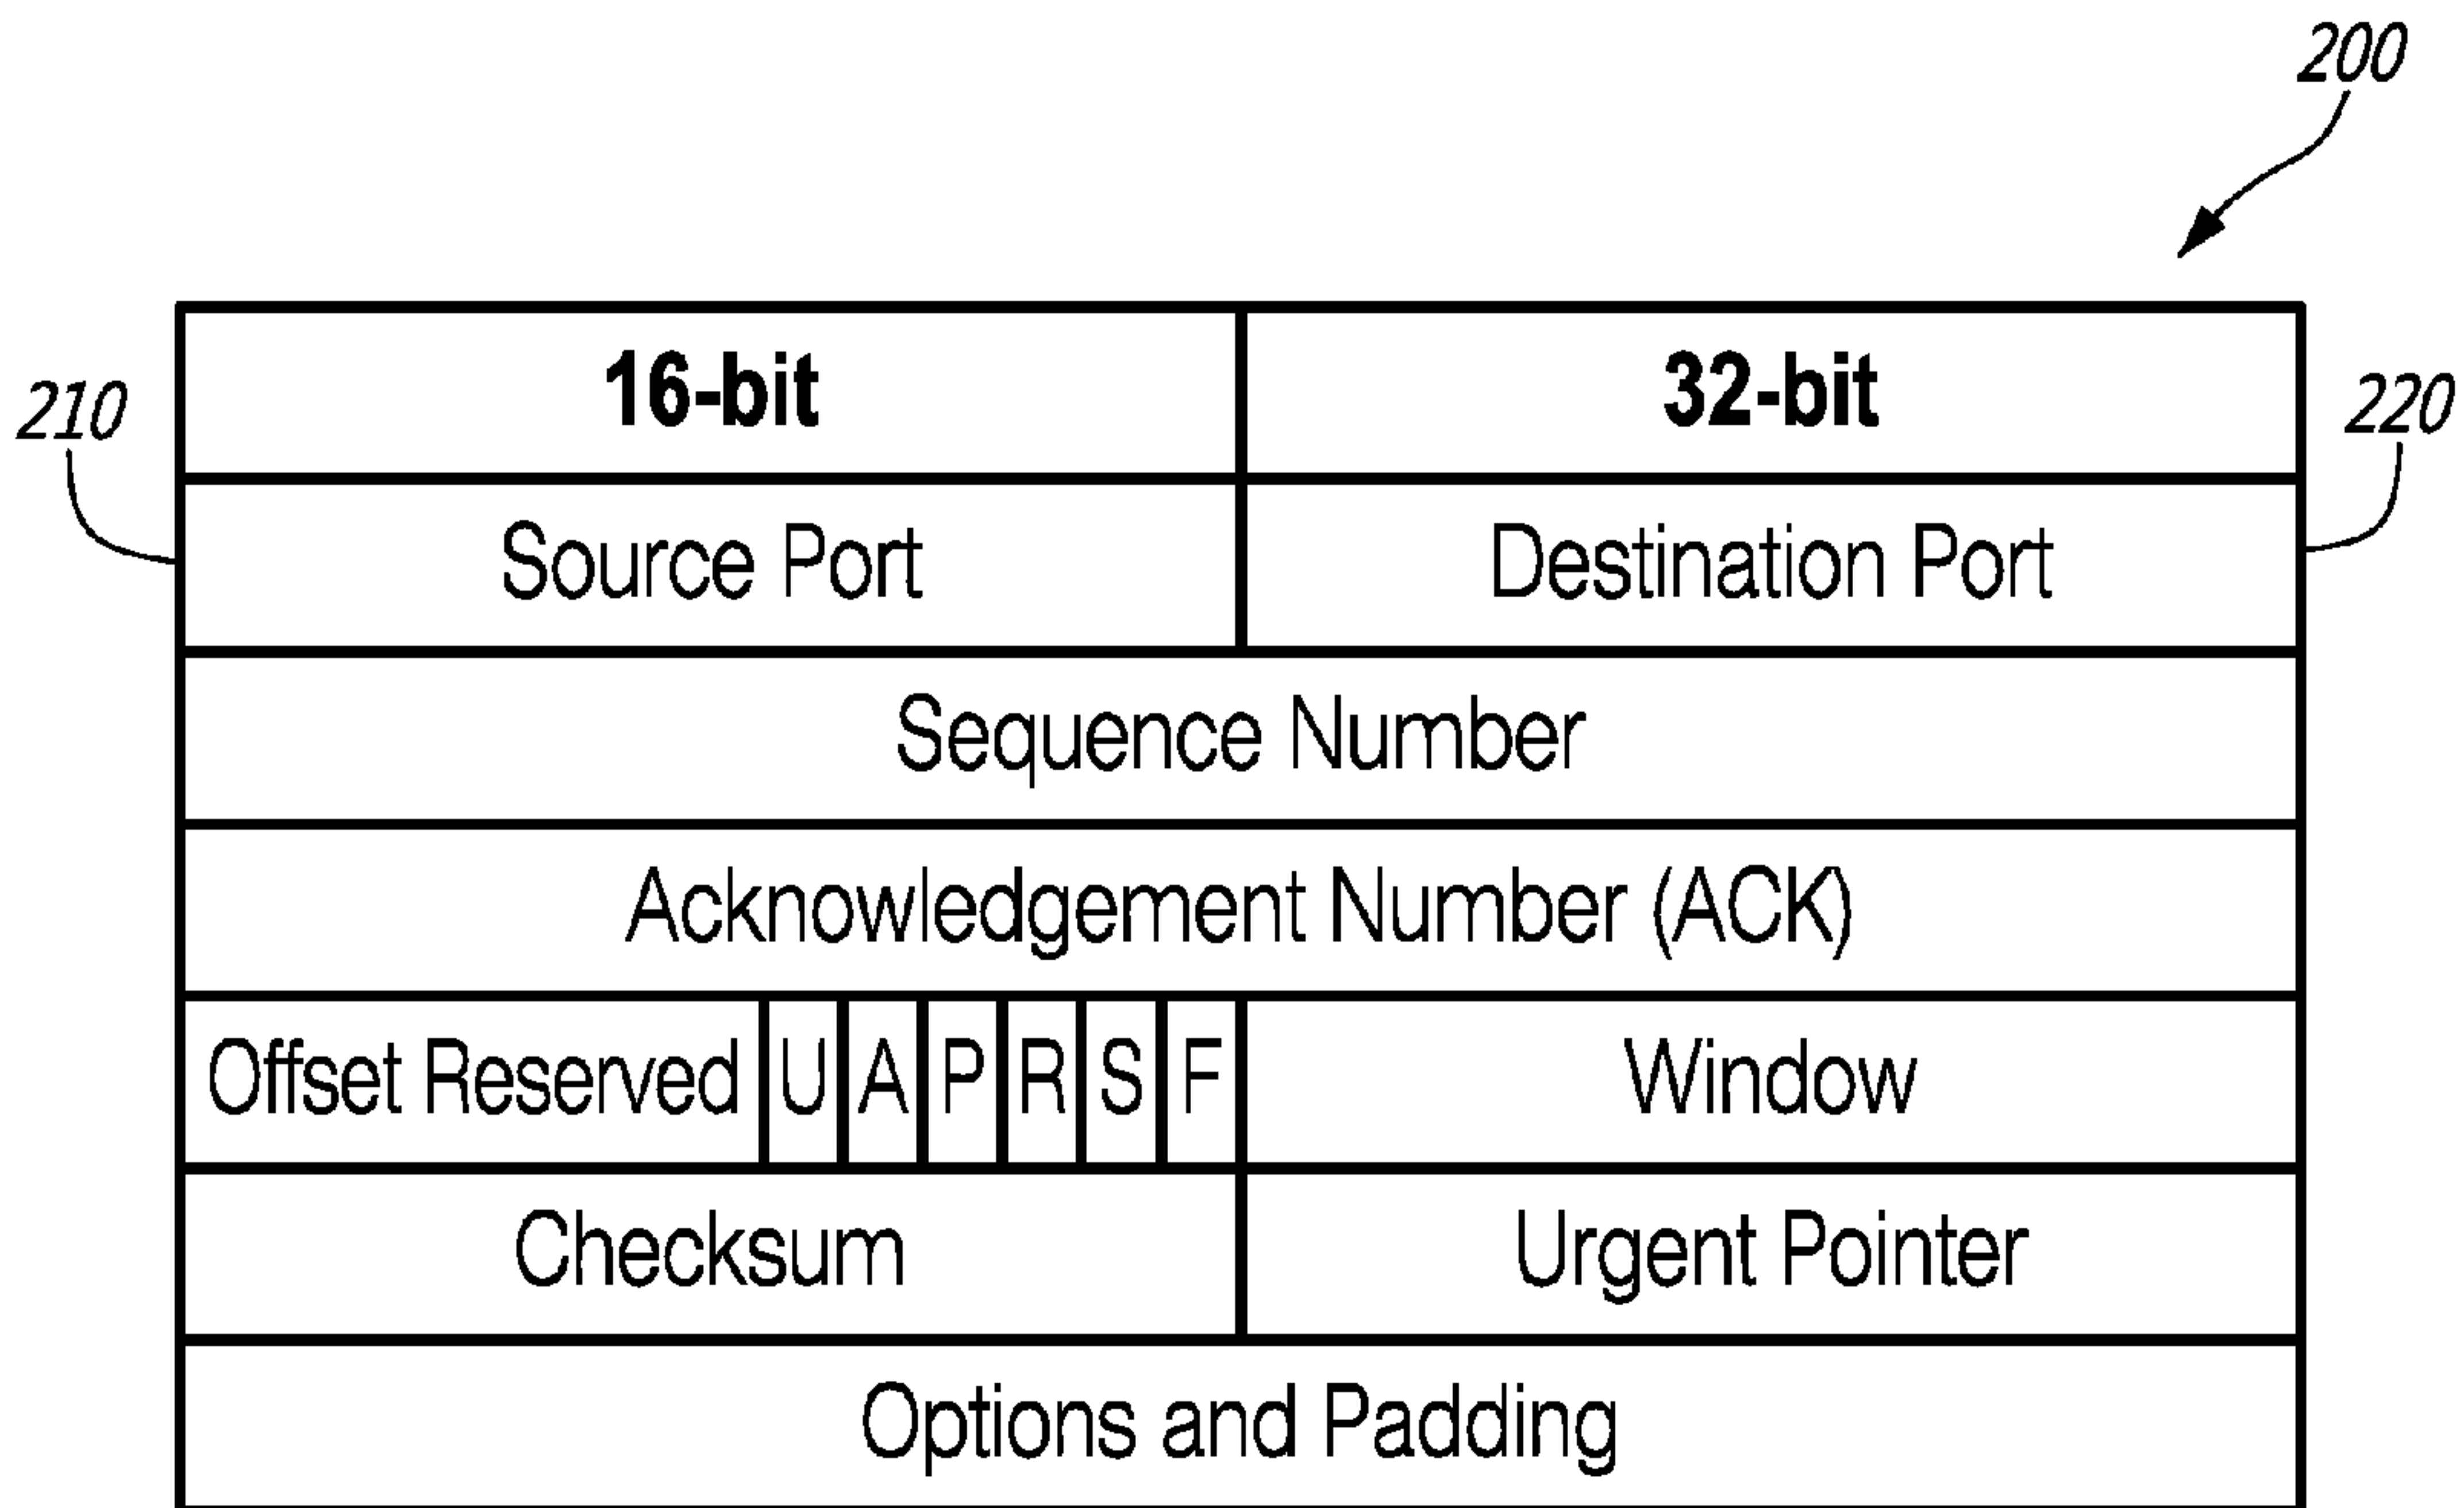 200
16-bit 32-bit
210 220
Source Port Destination Port
Sequence Number
Acknowledgement Number (ACK)
Offset Reserved U A P R S F Window
Checksum Urgent Pointer
Options and Padding